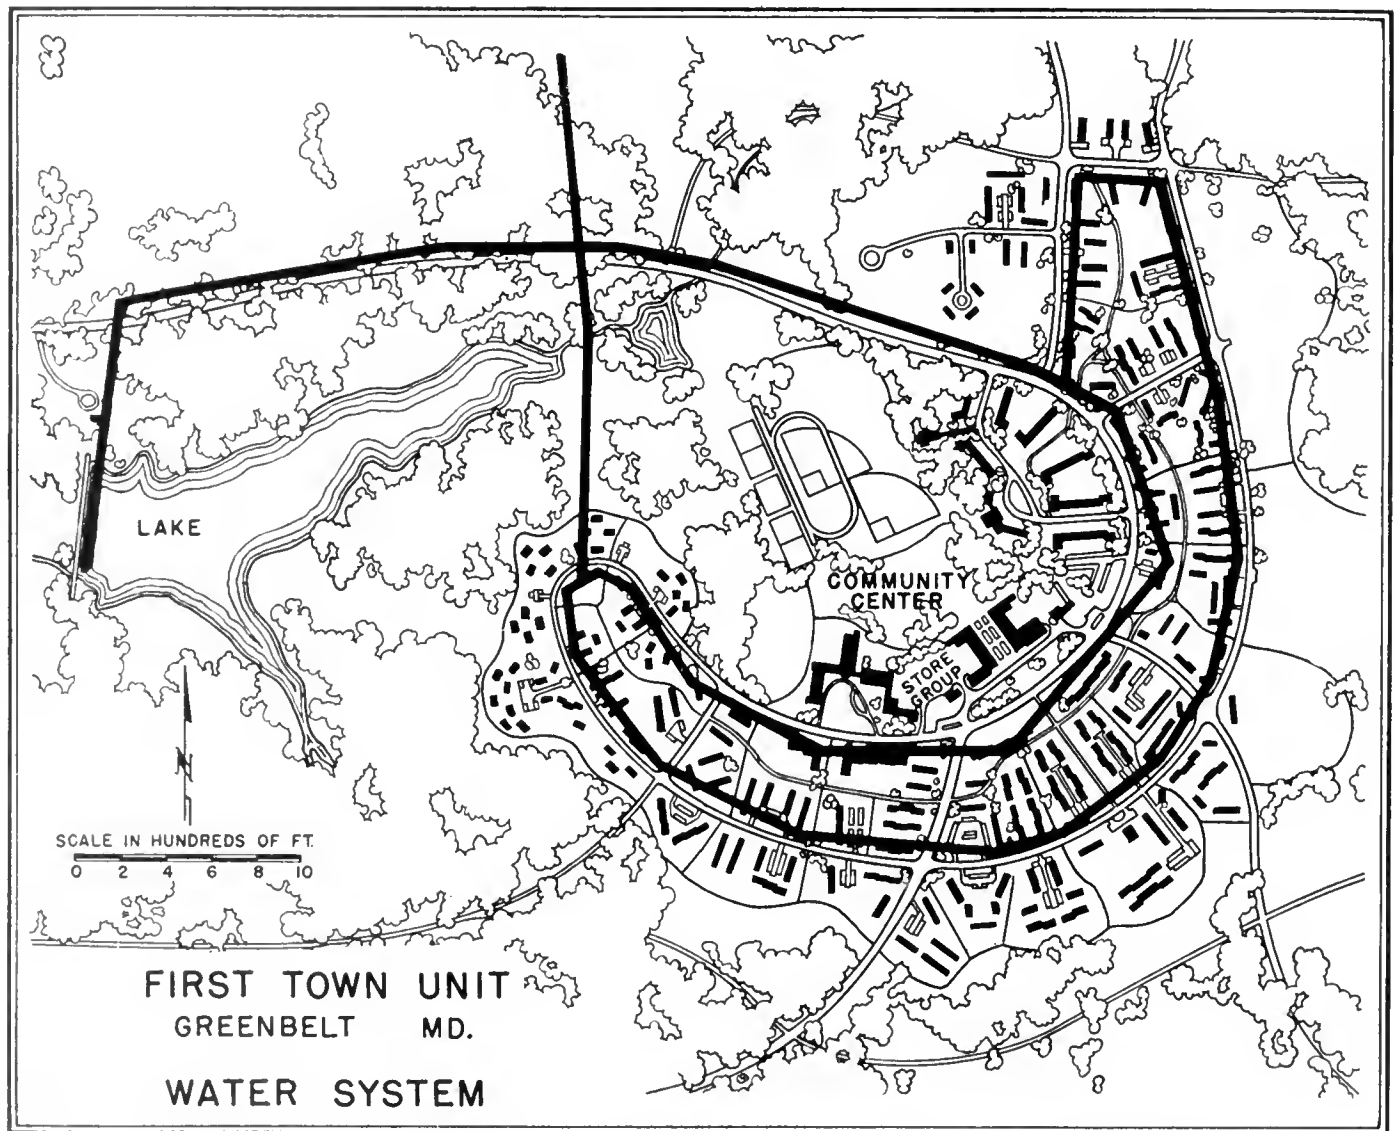 LAKE
COMMUNITY
CENTER
STORE
GROUP
N
SCALE IN HUNDREDS OF FT.
0 2 4 6 8 10
FIRST TOWN UNIT
GREENBELT MD.
WATER SYSTEM